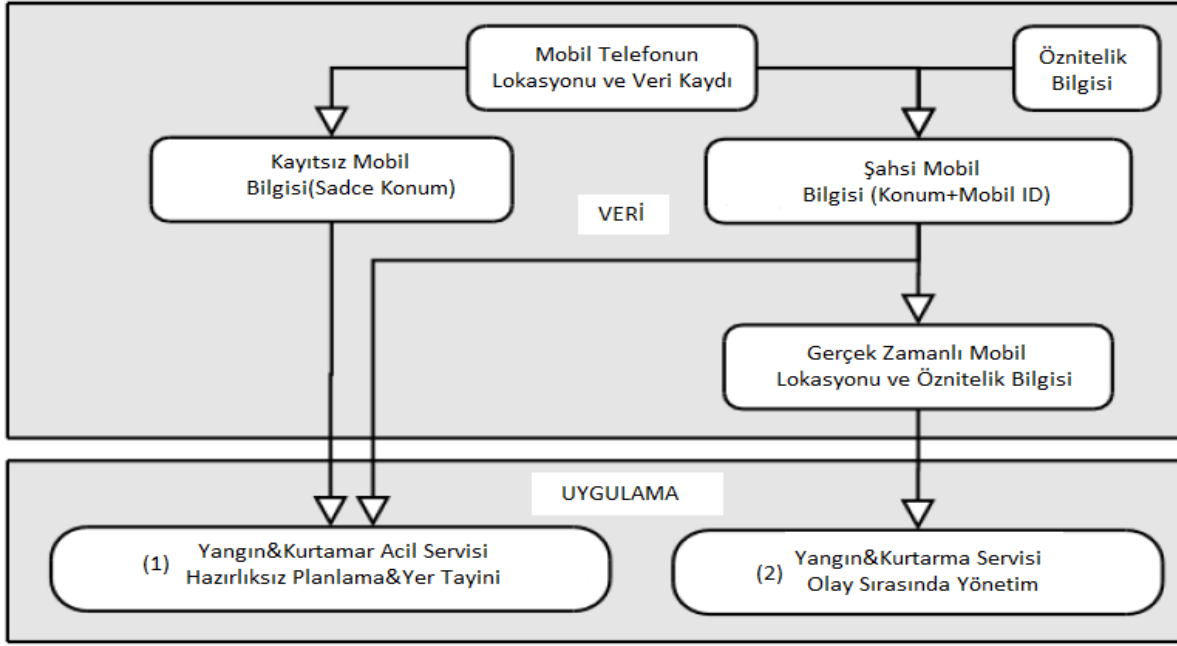 Mobil Telefonun
Lokasyonu ve Veri Kaydı
Öznitelik
Bilgisi
Kayıtsız Mobil
Bilgisi(Sadce Konum)
Şahsi Mobil
Bilgisi (Konum+Mobil ID)
VERİ
Gerçek Zamanlı Mobil
Lokasyonu ve Öznitelik Bilgisi
UYGULAMA
(1) Yangın&Kurtamar Acil Servisi
Hazırlıksız Planlama&Yer Tayini
(2) Yangın&Kurtarma Servisi
Olay Sırasında Yönetim